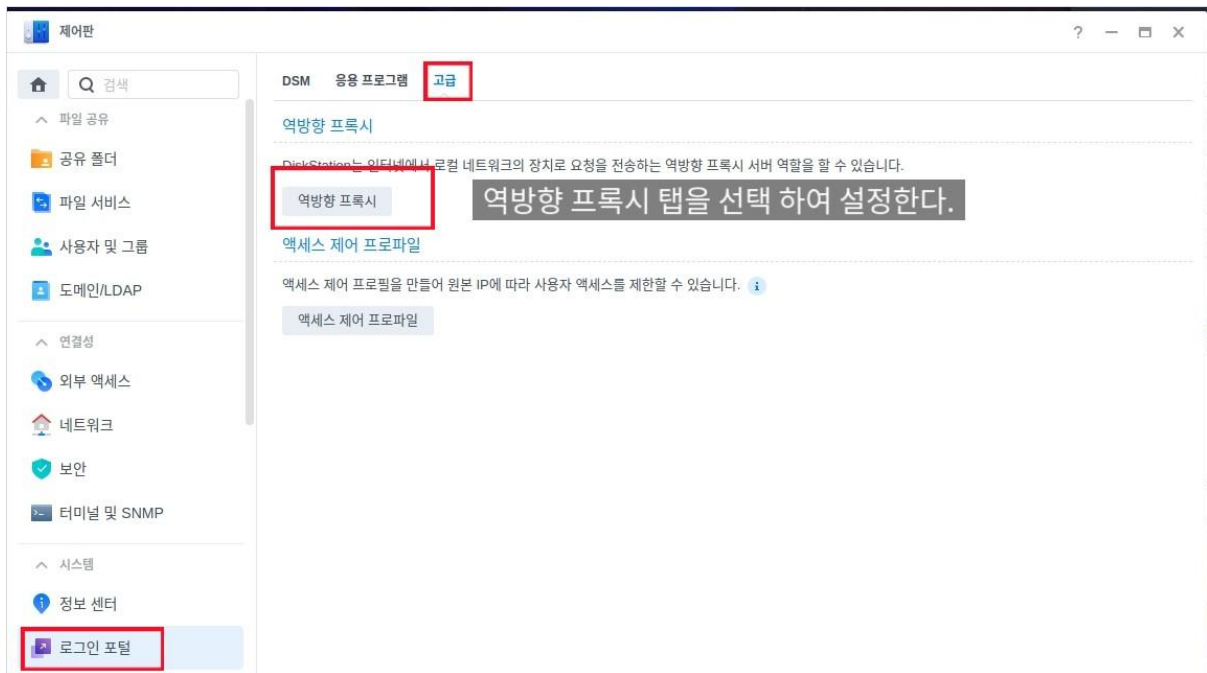 제어판
?
검색
파일 공유
공유 폴더
파일 서비스
사용자 및 그룹
도메인/LDAP
연결성
외부 액세스
네트워크
보안
터미널 및 SNMP
시스템
정보 센터
로그인 포털
DSM 응용 프로그램 고급
역방향 프록시
DiskStation는 인터넷에서 로컬 네트워크의 장치로 요청을 전송하는 역방향 프록시 서버 역할을 할 수 있습니다.
역방향 프록시
역방향 프록시 탭을 선택 하여 설정한다.
액세스 제어 프로파일
액세스 제어 프로필을 만들어 원본 IP에 따라 사용자 액세스를 제한할 수 있습니다. i
액세스 제어 프로파일